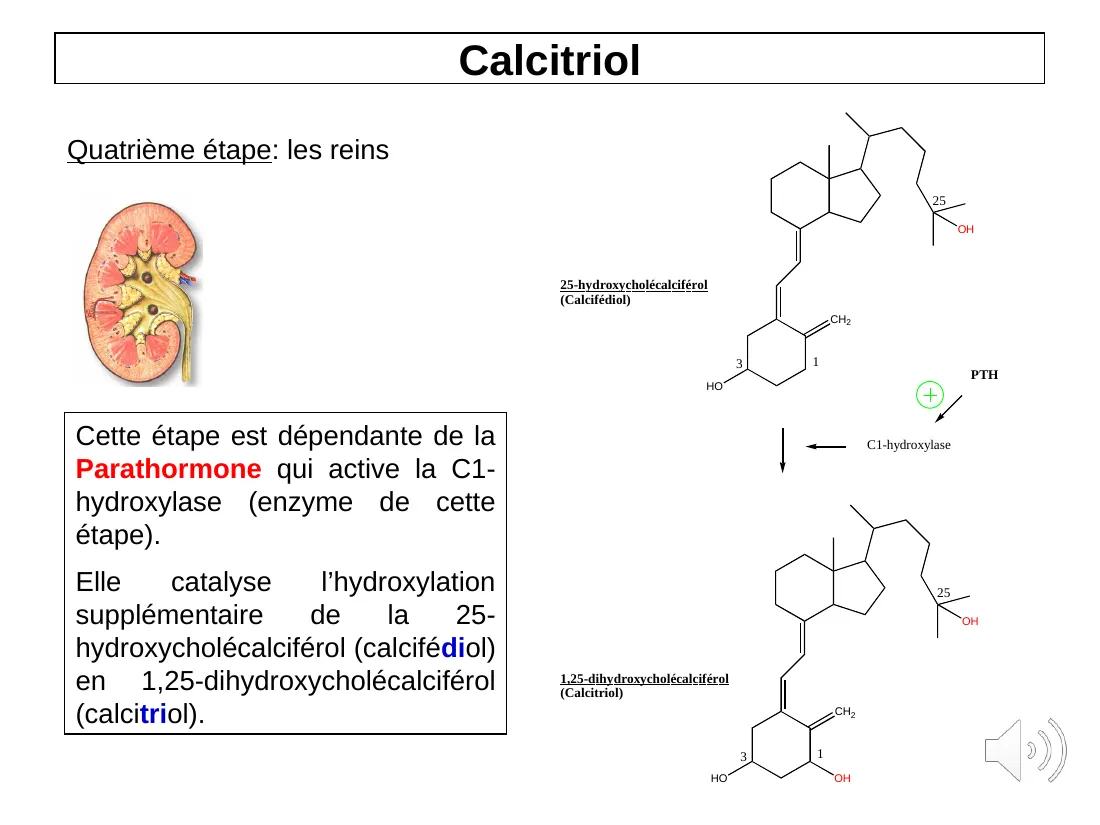 Calcitriol
Quatrième étape: les reins
Cette étape est dépendante de la
Parathormone qui active la C1-
hydroxylase (enzyme de cette
étape).
Elle catalyse l’hydroxylation
supplémentaire de la 25-
hydroxycholécalciférol (calcifédiol)
en 1,25-dihydroxycholécalciférol
(calcitriol).
25
OH
25-hydroxycholécalciférol
(Calcifédiol)
CH2
3
1
HO
PTH
+
C1-hydroxylase
25
OH
1,25-dihydroxycholécalciférol
(Calcitriol)
CH2
3
1
HO
OH